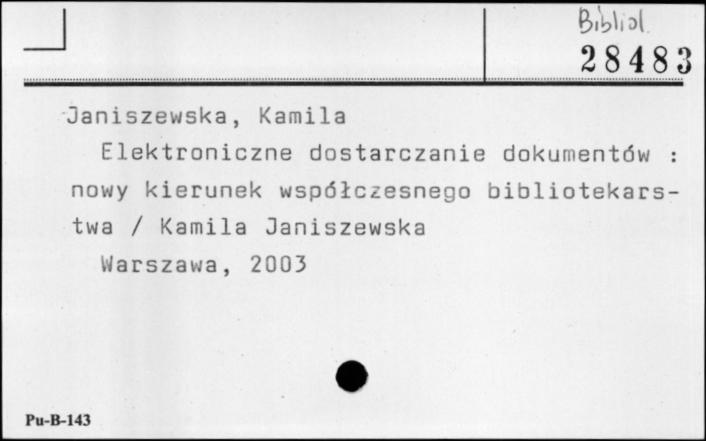 Bibliol.
28483
Janiszewska, Kamila
Elektroniczne dostarczanie dokumentów :
nowy kierunek współczesnego bibliotekars-
twa / Kamila Janiszewska
Warszawa, 2003
Pu-B-143